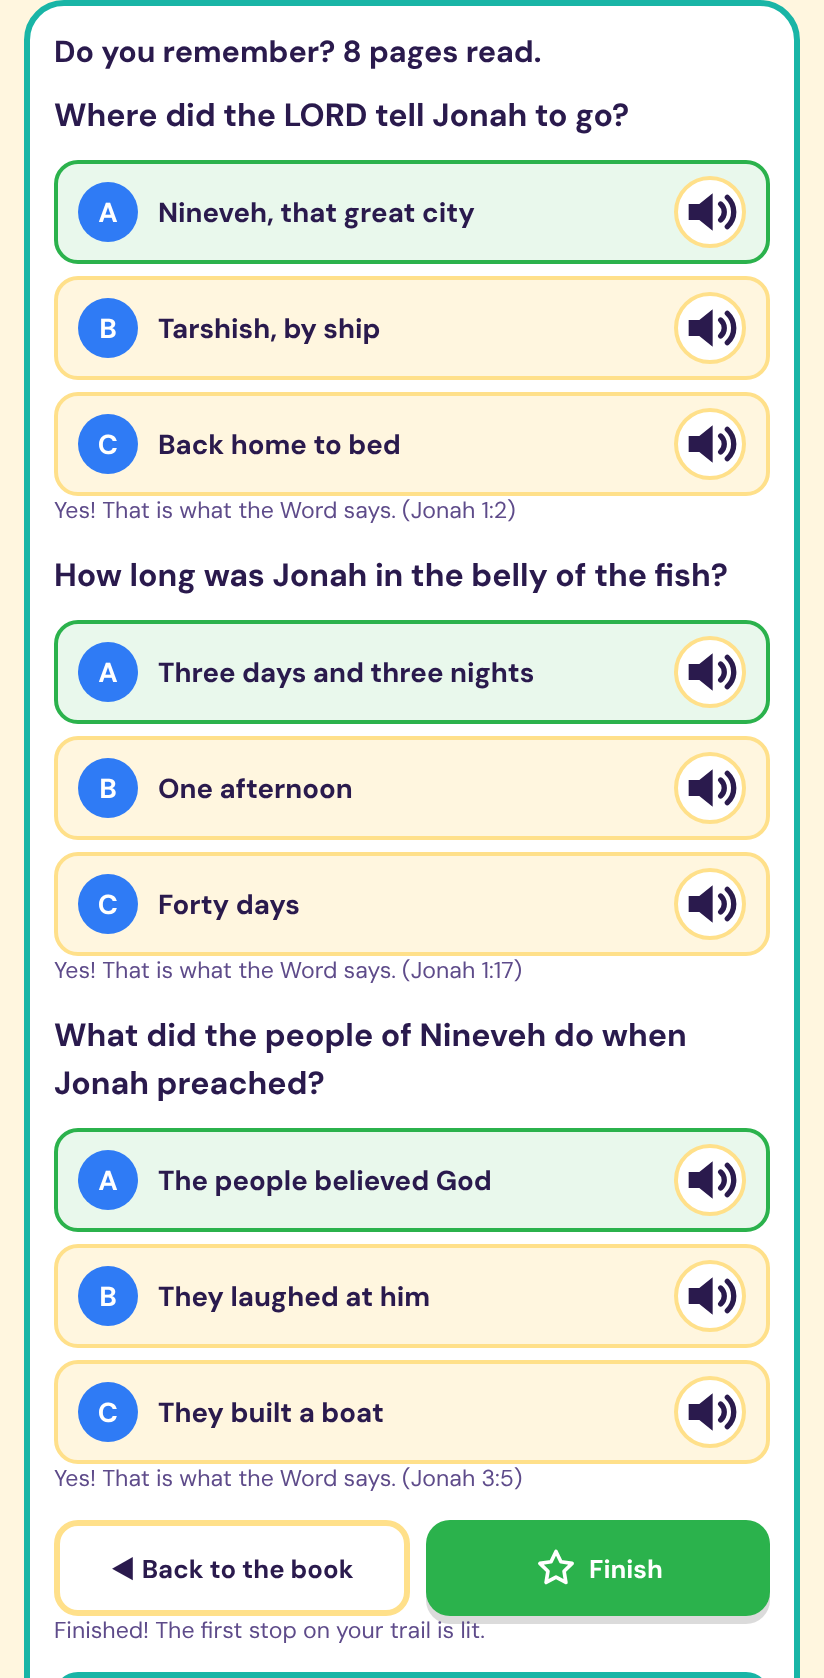 Do you remember? 8 pages read.
Where did the LORD tell Jonah to go?
A Nineveh, that great city
B Tarshish, by ship
C Back home to bed
Yes! That is what the Word says. (Jonah 1:2)
How long was Jonah in the belly of the fish?
A Three days and three nights
B One afternoon
C Forty days
Yes! That is what the Word says. (Jonah 1:17)
What did the people of Nineveh do when
Jonah preached?
A The people believed God
B They laughed at him
C They built a boat
Yes! That is what the Word says. (Jonah 3:5)
Back to the book
Finish
Finished! The first stop on your trail is lit.